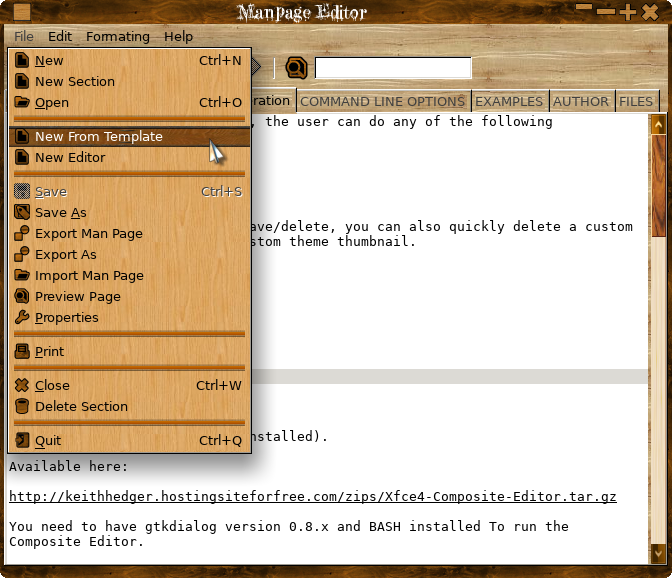 Manpage Editor
File Edit Formatting Help
New Ctrl+N
New Section
Open Ctrl+O
New From Template
New Editor
Save Ctrl+S
Save As
Export Man Page
Export As
Import Man Page
Preview Page
Properties
Print
Close Ctrl+W
Delete Section
Quit Ctrl+Q
ration COMMAND LINE OPTIONS EXAMPLES AUTHOR FILES
, the user can do any of the following
ave/delete, you can also quickly delete a custom
stom theme thumbnail.
nstalled).
Available here:
http://keithhedger.hostingsiteforfree.com/zips/Xfce4-Composite-Editor.tar.gz
You need to have gtkdialog version 0.8.x and BASH installed To run the
Composite Editor.